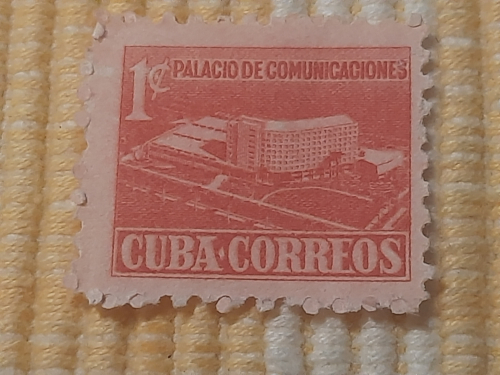 1¢ PALACIO DE COMUNICACIONES
CUBA·CORREOS